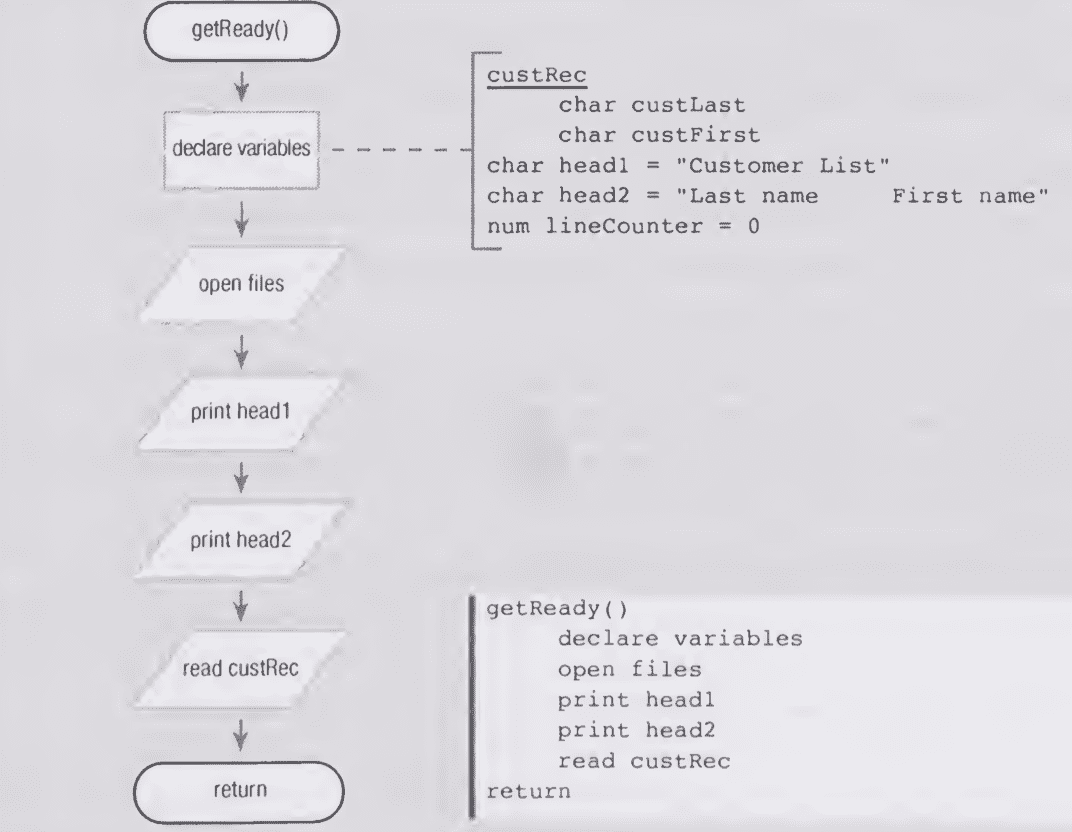 getReady()
declare variables
custRec
char custLast
char custFirst
char head1 = "Customer List"
char head2 = "Last name     First name"
num lineCounter = 0
open files
print head1
print head2
read custRec
return
getReady()
declare variables
open files
print head1
print head2
read custRec
return